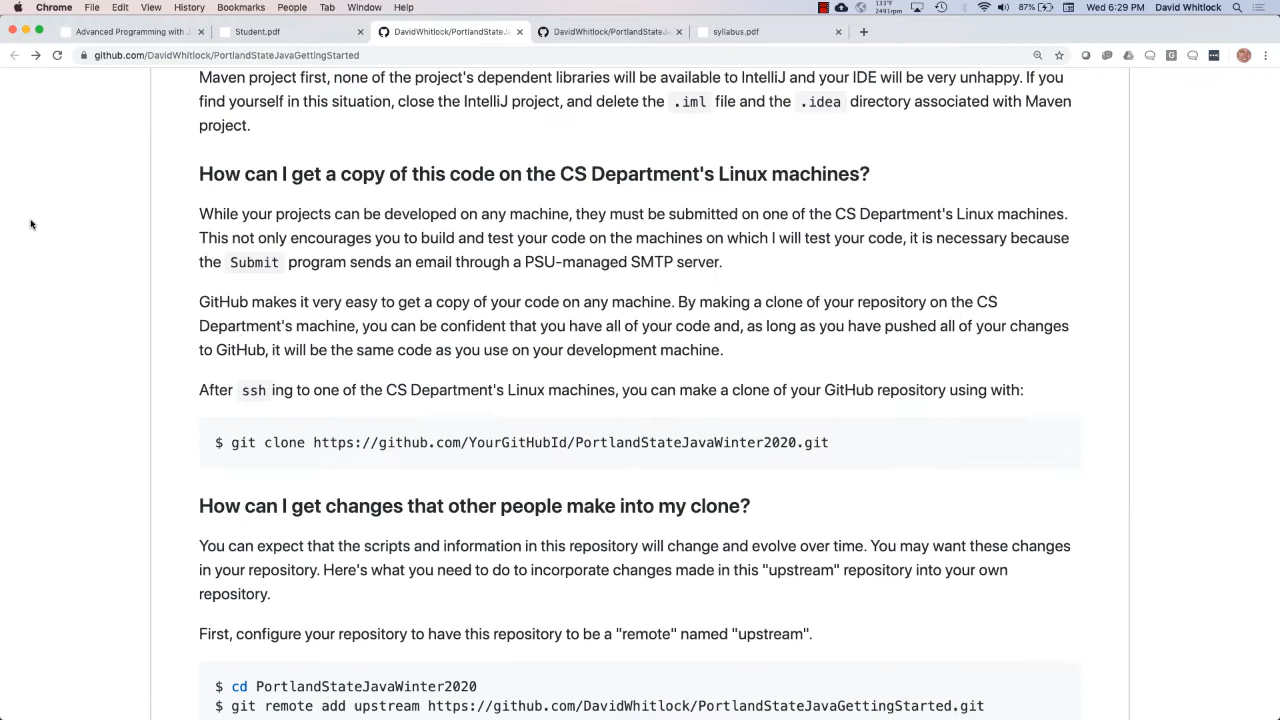 Chrome File Edit View History Bookmarks People Tab Window Help 133°F 2491rpm 87% Wed 6:29 PM David Whitlock
Advanced Programming with J Student.pdf DavidWhitlock/PortlandStateJa DavidWhitlock/PortlandStateJa syllabus.pdf
github.com/DavidWhitlock/PortlandStateJavaGettingStarted
Maven project first, none of the project's dependent libraries will be available to IntelliJ and your IDE will be very unhappy. If you
find yourself in this situation, close the IntelliJ project, and delete the .iml file and the .idea directory associated with Maven
project.
How can I get a copy of this code on the CS Department's Linux machines?
While your projects can be developed on any machine, they must be submitted on one of the CS Department's Linux machines.
This not only encourages you to build and test your code on the machines on which I will test your code, it is necessary because
the Submit program sends an email through a PSU-managed SMTP server.
GitHub makes it very easy to get a copy of your code on any machine. By making a clone of your repository on the CS
Department's machine, you can be confident that you have all of your code and, as long as you have pushed all of your changes
to GitHub, it will be the same code as you use on your development machine.
After ssh ing to one of the CS Department's Linux machines, you can make a clone of your GitHub repository using with:
$ git clone https://github.com/YourGitHubId/PortlandStateJavaWinter2020.git
How can I get changes that other people make into my clone?
You can expect that the scripts and information in this repository will change and evolve over time. You may want these changes
in your repository. Here's what you need to do to incorporate changes made in this "upstream" repository into your own
repository.
First, configure your repository to have this repository to be a "remote" named "upstream".
$ cd PortlandStateJavaWinter2020
$ git remote add upstream https://github.com/DavidWhitlock/PortlandStateJavaGettingStarted.git